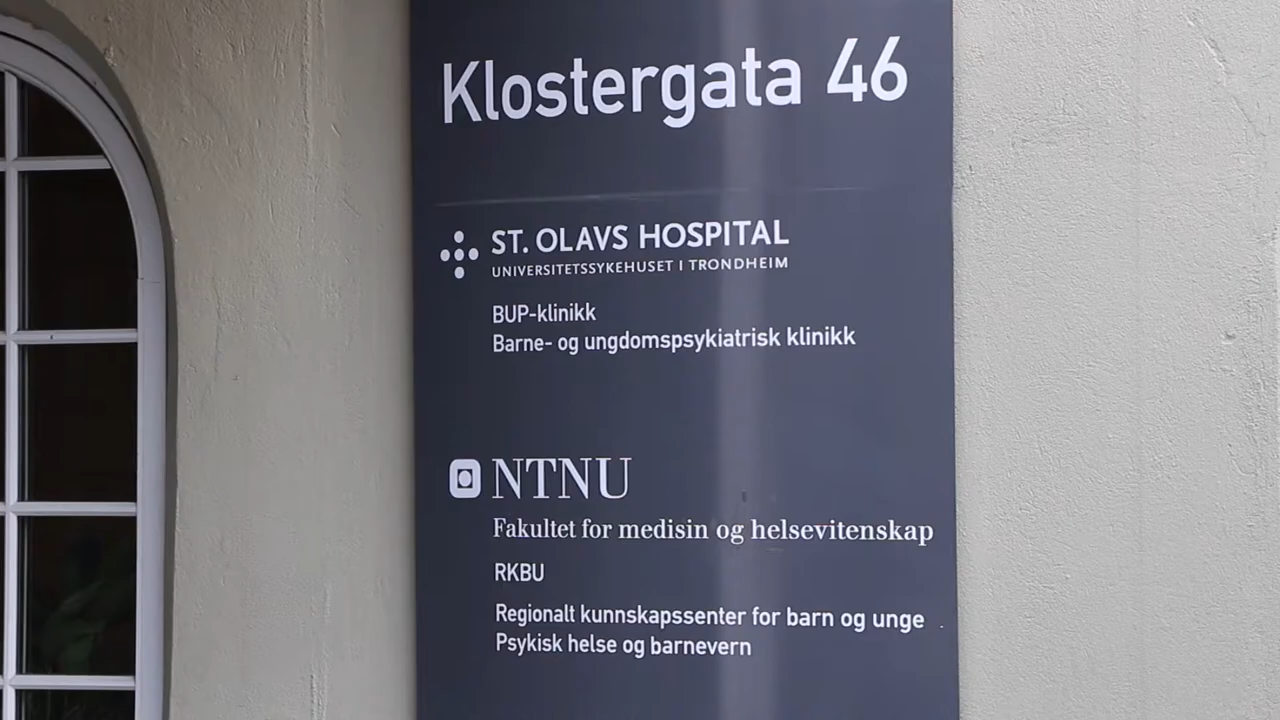 Klostergata 46
ST. OLAVS HOSPITAL
UNIVERSITETSSYKEHUSET I TRONDHEIM
BUP-klinikk
Barne- og ungdomspsykiatrisk klinikk
NTNU
Fakultet for medisin og helsevitenskap
RKBU
Regionalt kunnskapssenter for barn og unge
Psykisk helse og barnevern